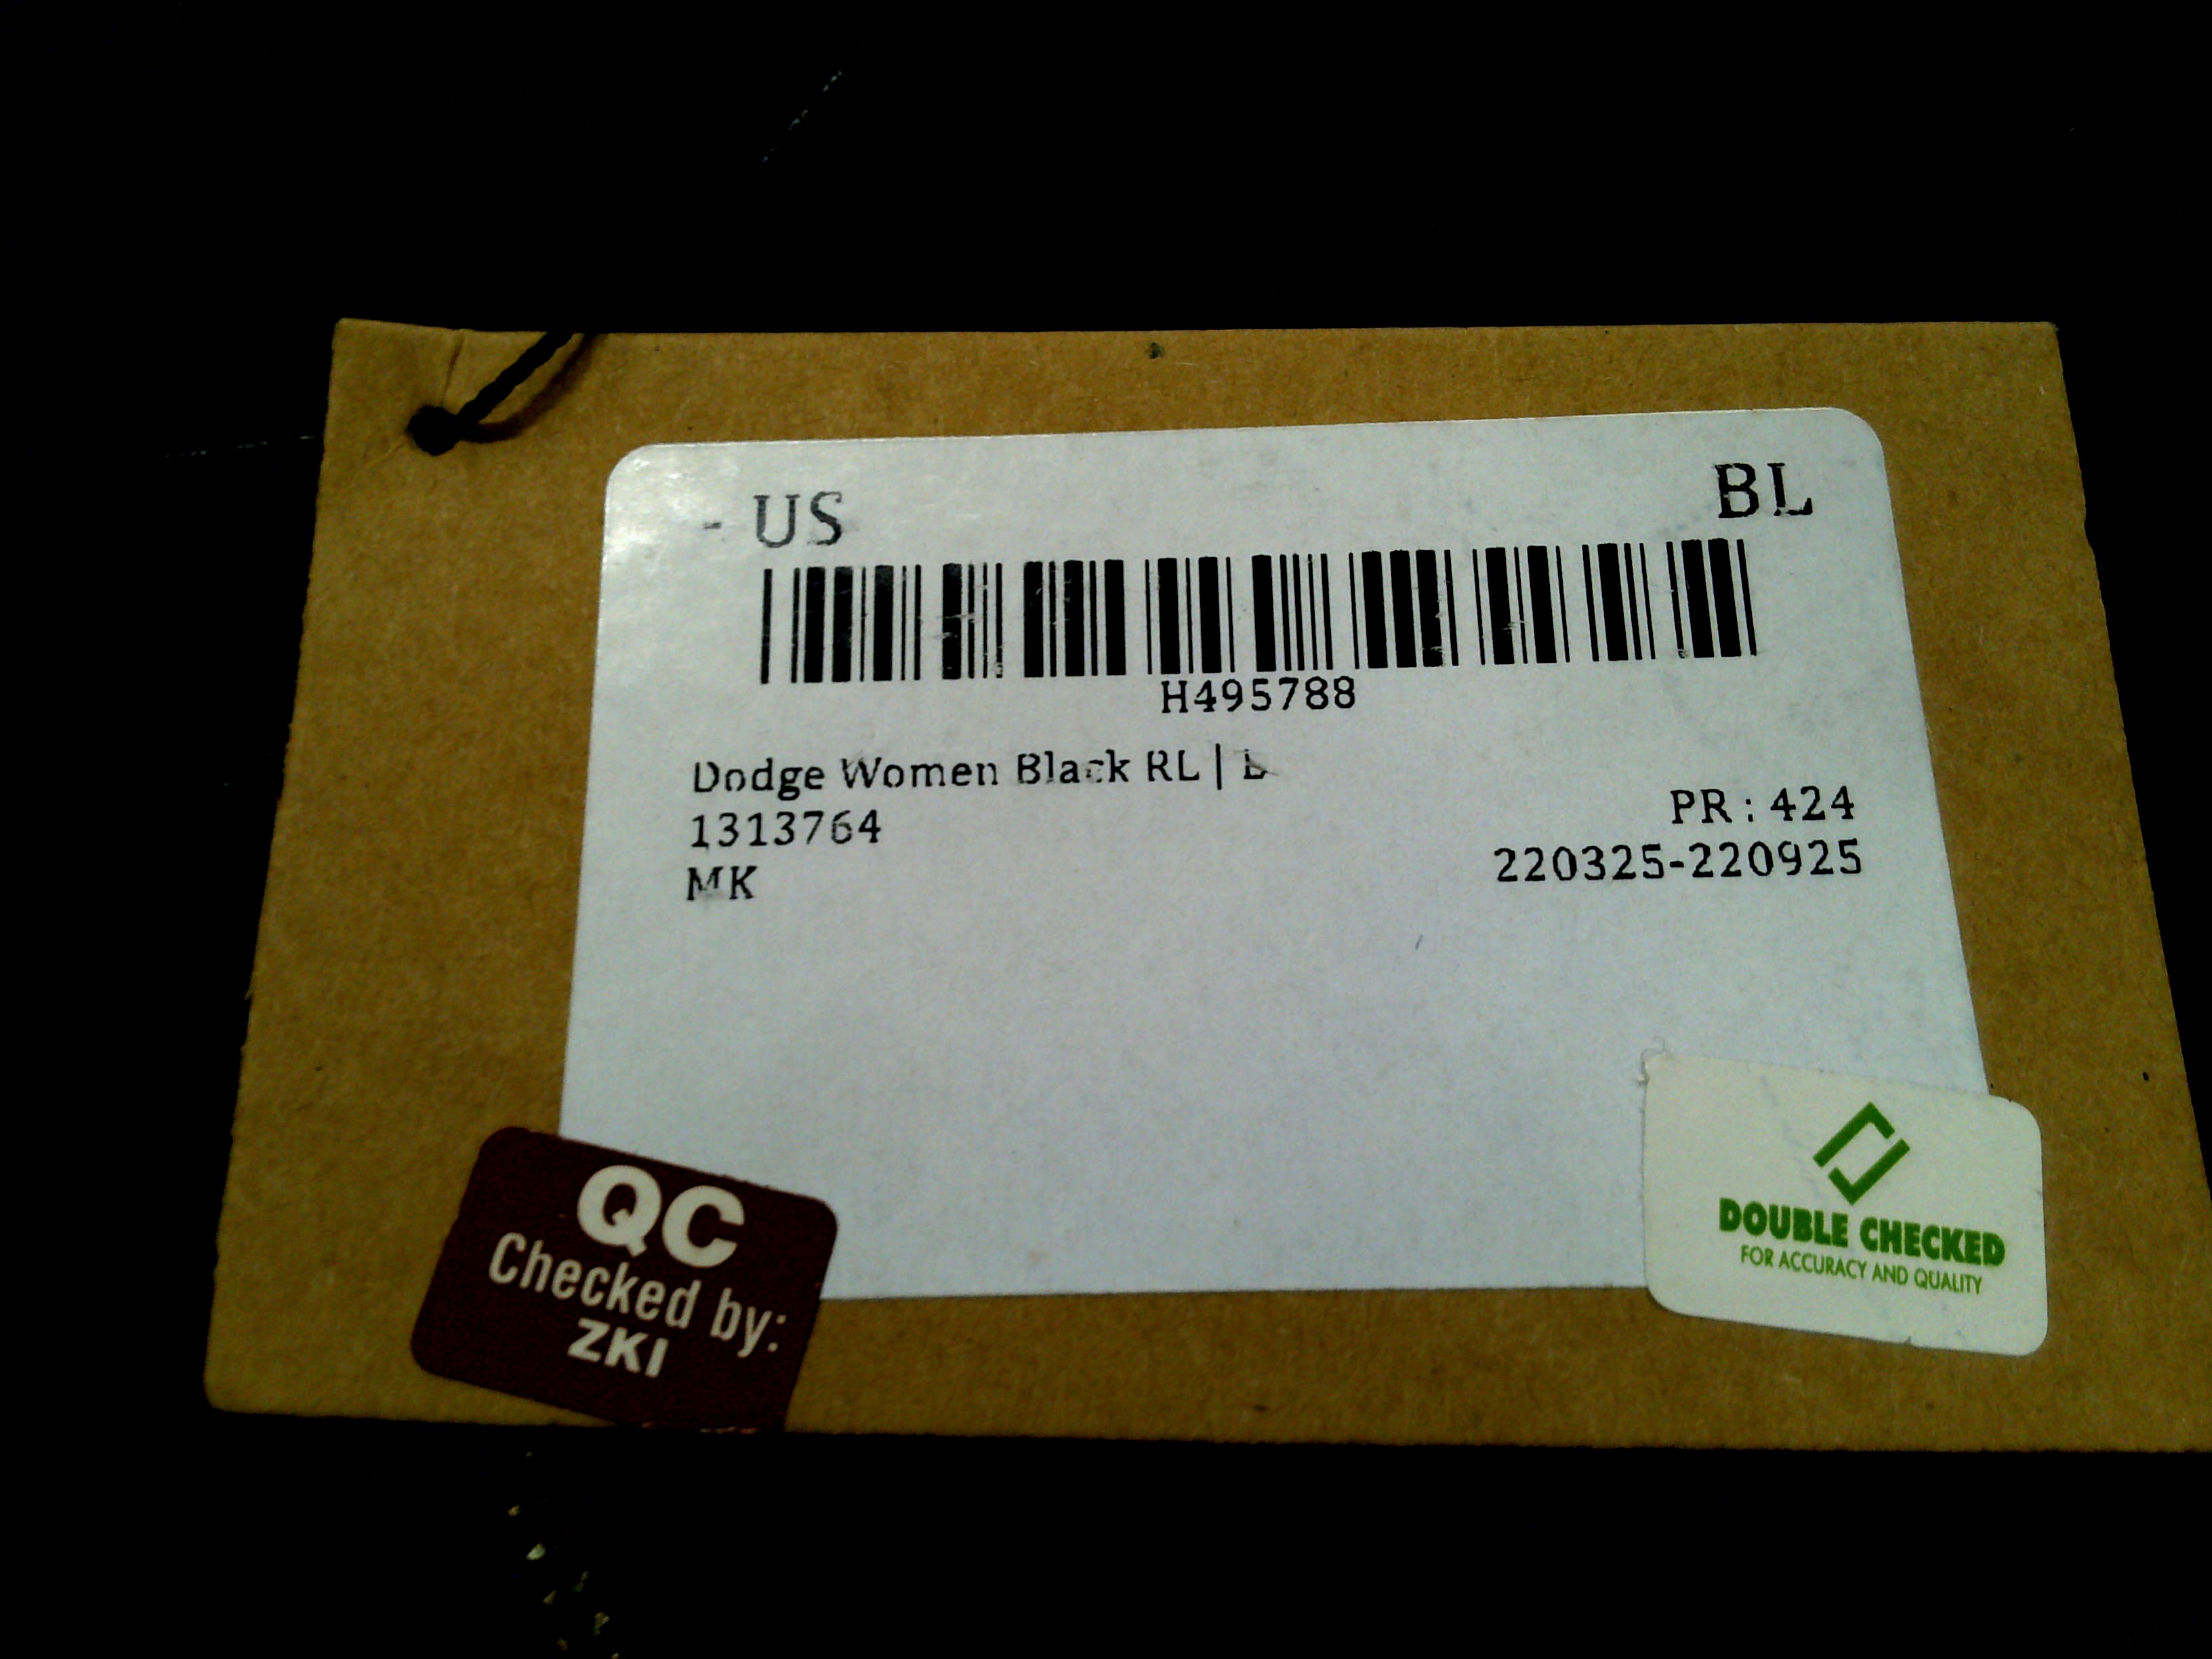 - US BL
H495788
Dodge Women Black RL |
1313764
PR : 424
MK
220325-220925
QC
Checked by:
ZKI
DOUBLE CHECKED
FOR ACCURACY AND QUALITY